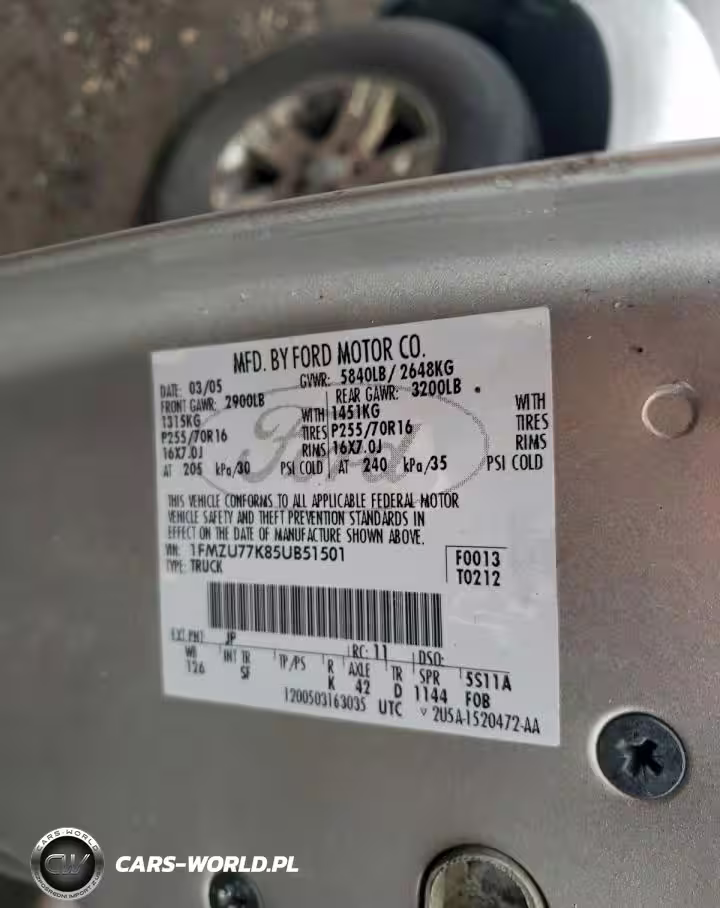 MFD. BY FORD MOTOR CO.
DATE: 03/05 GVWR: 5840LB/ 2648KG
FRONT GAWR: 2900LB REAR GAWR: 3200LB
1315KG WITH 1451KG WITH
P255/70R16 TIRES P255/70R16 TIRES
16X7.0J RIMS 16X7.0J RIMS
AT 205 kPa/30 PSI COLD AT 240 kPa/35 PSI COLD
Ford
THIS VEHICLE CONFORMS TO ALL APPLICABLE FEDERAL MOTOR
VEHICLE SAFETY AND THEFT PREVENTION STANDARDS IN
EFFECT ON THE DATE OF MANUFACTURE SHOWN ABOVE.
VIN: 1FMZU77K85UB51501
TYPE: TRUCK
F0013
T0212
EXT PNT: JP RC: 11 DSO:
WB INT TR TP/PS R AXLE TR SPR 5S11A
126 SF K 42 D 1144 FOB
1200503163035 UTC ▽ 2U5A-1520472-AA
CARS-WORLD
CW
CARS-WORLD.PL